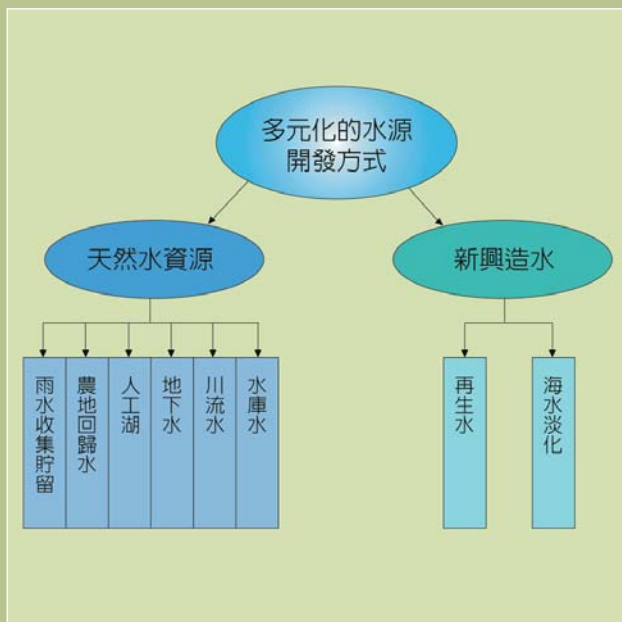 多元化的水源
開發方式
天然水資源
新興造水
雨水收集貯留
農地回歸水
人工湖
地下水
川流水
水庫水
再生水
海水淡化